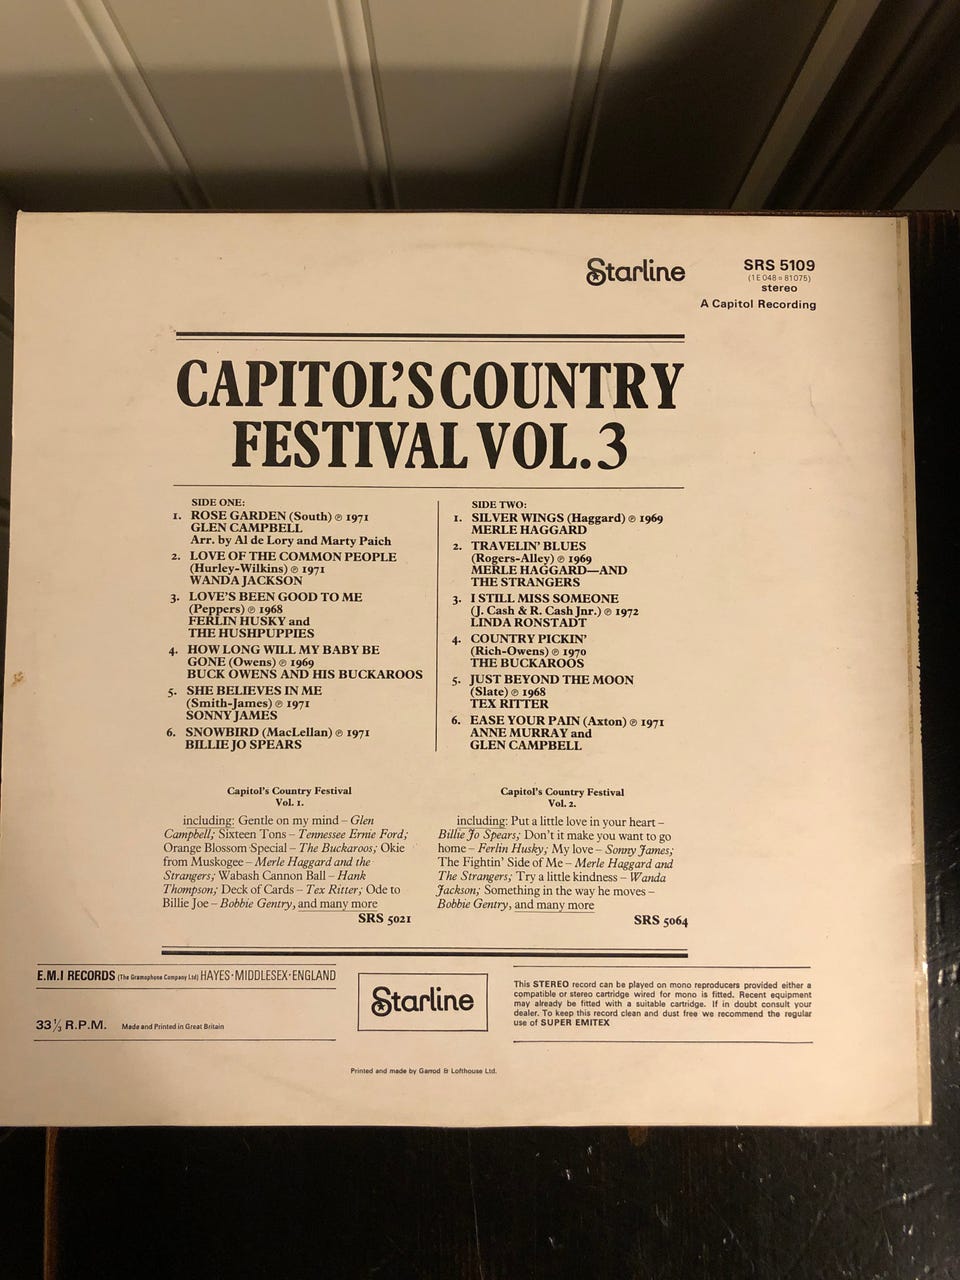 Starline
SRS 5109
(1E 048 ▫ 81075)
stereo
A Capitol Recording
CAPITOL'S COUNTRY
FESTIVAL VOL. 3
SIDE ONE:
1. ROSE GARDEN (South) ℗ 1971
GLEN CAMPBELL
Arr. by Al de Lory and Marty Paich
2. LOVE OF THE COMMON PEOPLE
(Hurley-Wilkins) ℗ 1971
WANDA JACKSON
3. LOVE'S BEEN GOOD TO ME
(Peppers) ℗ 1968
FERLIN HUSKY and
THE HUSHPUPPIES
4. HOW LONG WILL MY BABY BE
GONE (Owens) ℗ 1969
BUCK OWENS AND HIS BUCKAROOS
5. SHE BELIEVES IN ME
(Smith-James) ℗ 1971
SONNY JAMES
6. SNOWBIRD (MacLellan) ℗ 1971
BILLIE JO SPEARS
SIDE TWO:
1. SILVER WINGS (Haggard) ℗ 1969
MERLE HAGGARD
2. TRAVELIN' BLUES
(Rogers-Alley) ℗ 1969
MERLE HAGGARD—AND
THE STRANGERS
3. I STILL MISS SOMEONE
(J. Cash & R. Cash Jnr.) ℗ 1972
LINDA RONSTADT
4. COUNTRY PICKIN'
(Rich-Owens) ℗ 1970
THE BUCKAROOS
5. JUST BEYOND THE MOON
(Slate) ℗ 1968
TEX RITTER
6. EASE YOUR PAIN (Axton) ℗ 1971
ANNE MURRAY and
GLEN CAMPBELL
Capitol's Country Festival
Vol. 1.
including: Gentle on my mind – Glen
Campbell; Sixteen Tons – Tennessee Ernie Ford;
Orange Blossom Special – The Buckaroos; Okie
from Muskogee – Merle Haggard and the
Strangers; Wabash Cannon Ball – Hank
Thompson; Deck of Cards – Tex Ritter; Ode to
Billie Joe – Bobbie Gentry, and many more
SRS 5021
Capitol's Country Festival
Vol. 2.
including: Put a little love in your heart –
Billie Jo Spears; Don't it make you want to go
home – Ferlin Husky; My love – Sonny James;
The Fightin' Side of Me – Merle Haggard and
The Strangers; Try a little kindness – Wanda
Jackson; Something in the way he moves –
Bobbie Gentry, and many more
SRS 5064
E.M.I RECORDS (The Gramophone Company Ltd) HAYES · MIDDLESEX · ENGLAND
33⅓ R.P.M. Made and Printed in Great Britain
Starline
This STEREO record can be played on mono reproducers provided either a
compatible or stereo cartridge wired for mono is fitted. Recent equipment
may already be fitted with a suitable cartridge. If in doubt consult your
dealer. To keep this record clean and dust free we recommend the regular
use of SUPER EMITEX
Printed and made by Garrod & Lofthouse Ltd.